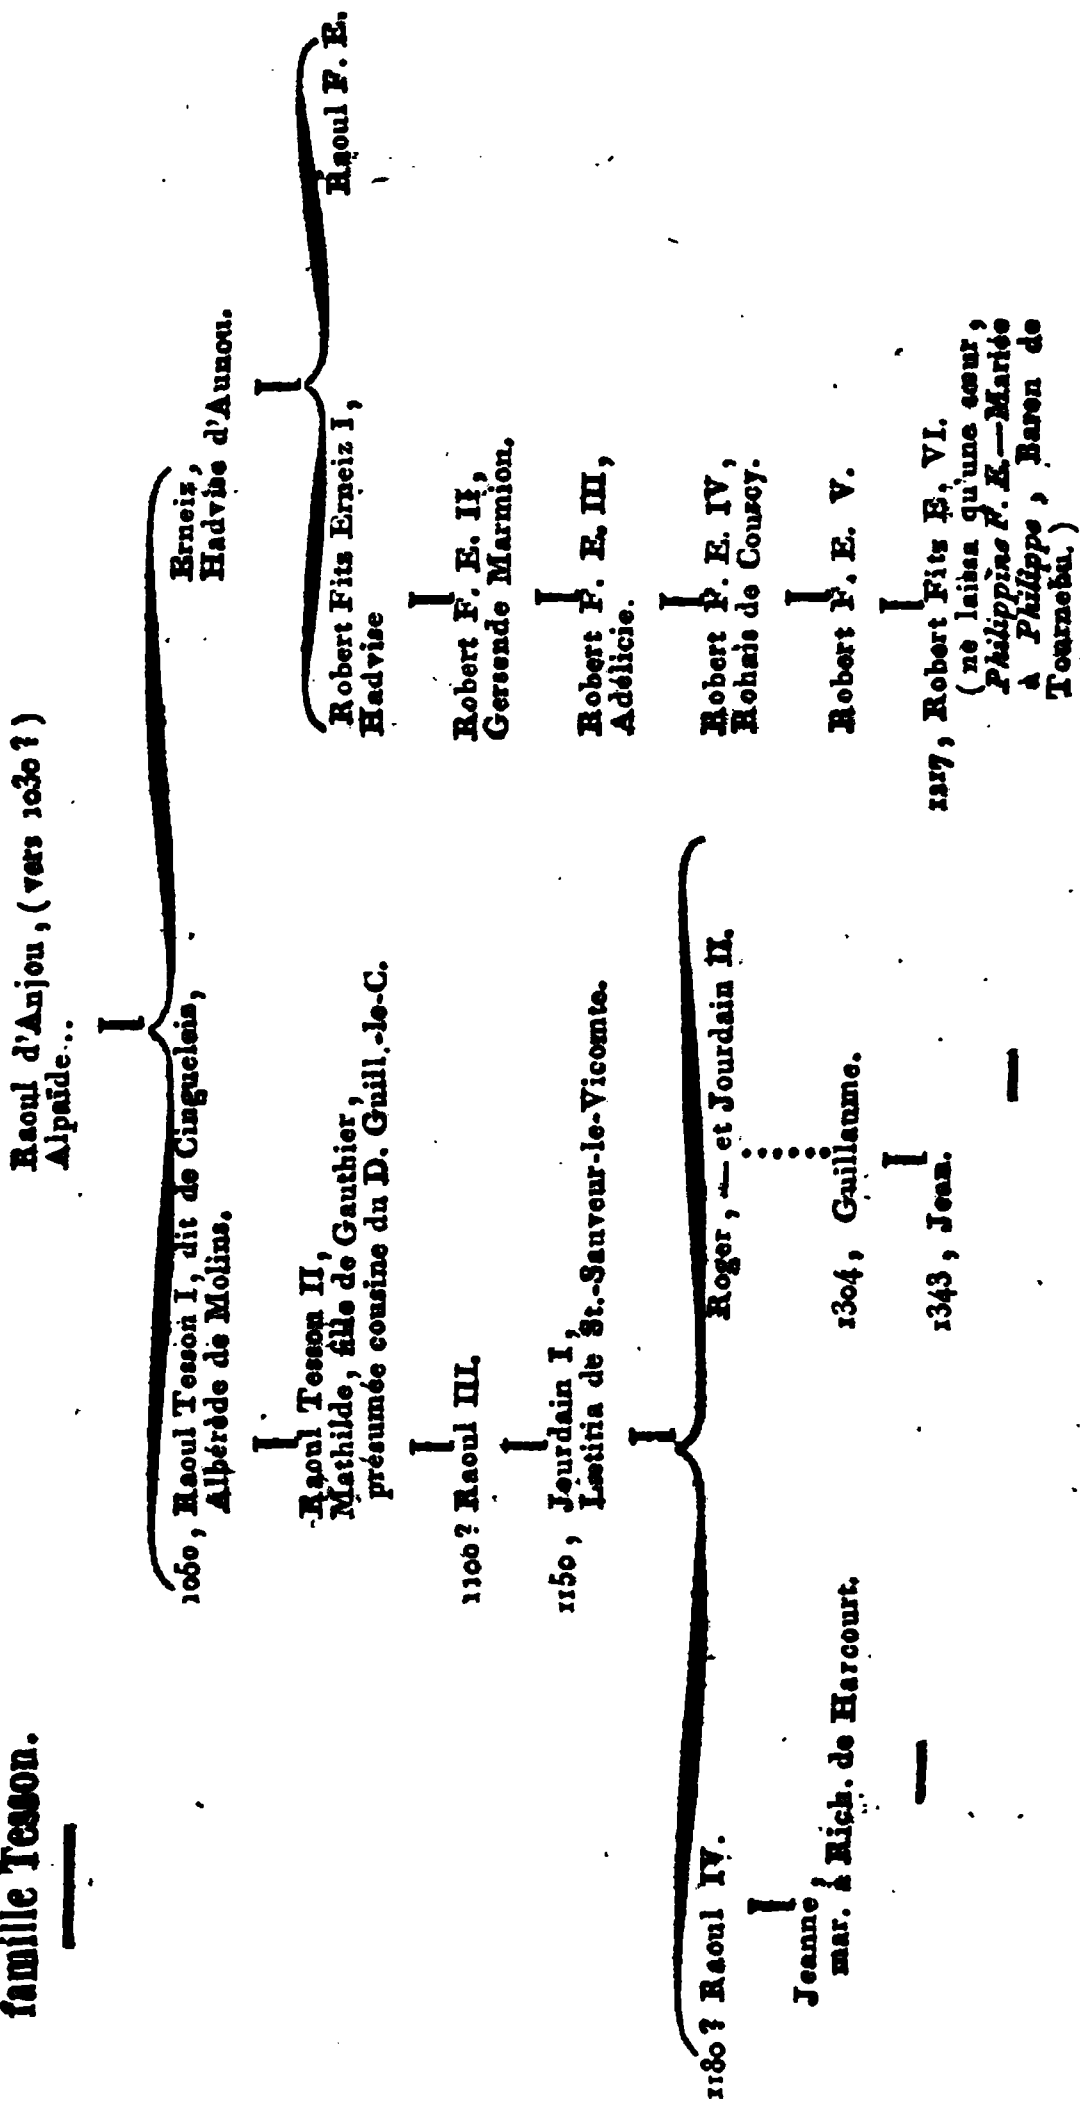 famille Tesson.
Raoul d'Anjou, (vers 1030?)
Alpaïde...
1060, Raoul Tesson I, dit de Cinguelais,
Albérède de Molins.
Erneis,
Hadvise d'Aunou.
Raoul Tesson II,
Mathilde, fille de Gauthier,
présumée cousine du D. Guill.-le-C.
Robert Fits Erneiz I,
Hadvise
Raoul F. E.
1100? Raoul III.
Robert F. E. II,
Gersende Marmion.
1150, Jourdain I,
Lœtitia de St.-Sauveur-le-Vicomte.
Robert F. E. III,
Adélicie.
1180? Raoul IV.
Roger, — et Jourdain II.
Robert F. E. IV,
Rohais de Coucy.
Jeanne,
mar. à Rich. de Harcourt.
1304, Guillaume.
Robert F. E. V.
1343, Jean.
1217, Robert Fits E. VI.
(ne laissa qu'une sœur,
Philippine F. E.—Mariée
à Philippe, Baron de
Tournebu.)